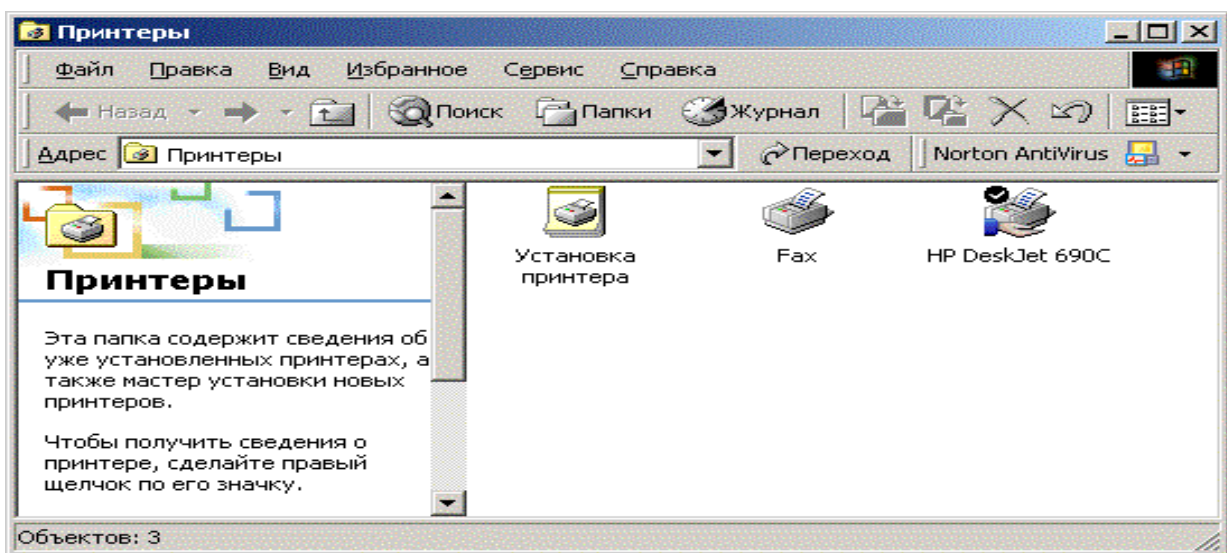 Принтеры
Файл Правка Вид Избранное Сервис Справка
Назад Поиск Папки Журнал
Адрес Принтеры Переход Norton AntiVirus
Принтеры
Эта папка содержит сведения об
уже установленных принтерах, а
также мастер установки новых
принтеров.
Чтобы получить сведения о
принтере, сделайте правый
щелчок по его значку.
Установка
принтера
Fax
HP DeskJet 690C
Объектов: 3